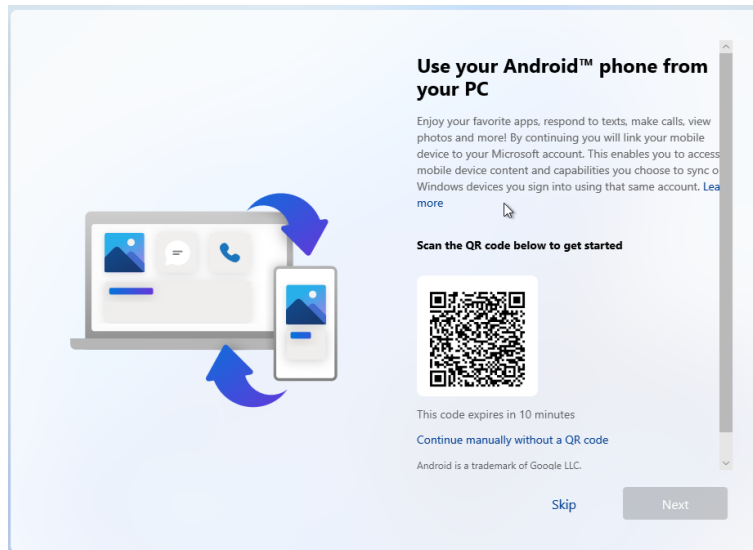 Use your Android™ phone from
your PC
Enjoy your favorite apps, respond to texts, make calls, view
photos and more! By continuing you will link your mobile
device to your Microsoft account. This enables you to access
mobile device content and capabilities you choose to sync o
Windows devices you sign into using that same account. Lea
more
Scan the QR code below to get started
This code expires in 10 minutes
Continue manually without a QR code
Android is a trademark of Google LLC.
Skip
Next